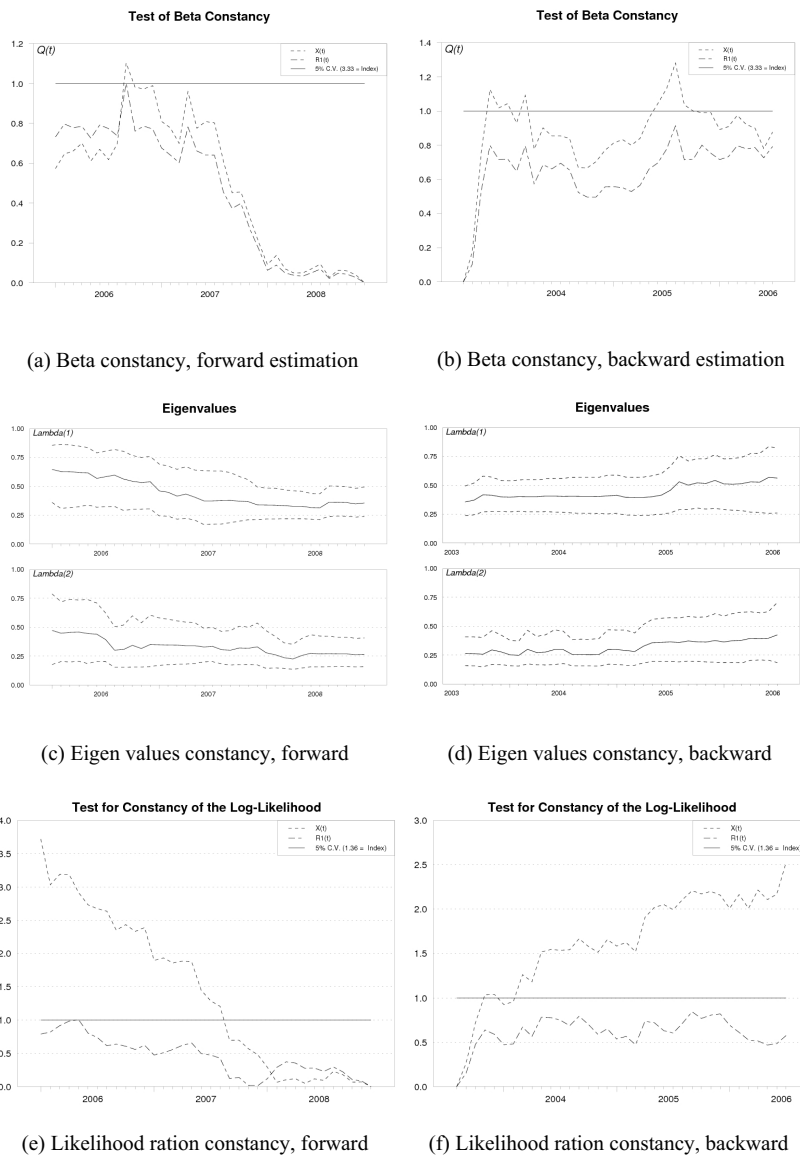 Test of Beta Constancy
Q(t)
X(t)
R1(t)
5% C.V. (3.33 = Index)
1.2
1.0
0.8
0.6
0.4
0.2
0.0
2006 2007 2008
(a) Beta constancy, forward estimation
Test of Beta Constancy
Q(t)
X(t)
R1(t)
5% C.V. (3.33 = Index)
1.4
1.2
1.0
0.8
0.6
0.4
0.2
0.0
2004 2005 2006
(b) Beta constancy, backward estimation
Eigenvalues
Lambda(1)
1.00
0.75
0.50
0.25
0.00
2006 2007 2008
Lambda(2)
1.00
0.75
0.50
0.25
0.00
2006 2007 2008
(c) Eigen values constancy, forward
Eigenvalues
Lambda(1)
1.00
0.75
0.50
0.25
0.00
2003 2004 2005 2006
Lambda(2)
1.00
0.75
0.50
0.25
0.00
2003 2004 2005 2006
(d) Eigen values constancy, backward
Test for Constancy of the Log-Likelihood
X(t)
R1(t)
5% C.V. (1.36 = Index)
4.0
3.5
3.0
2.5
2.0
1.5
1.0
0.5
0.0
2006 2007 2008
(e) Likelihood ration constancy, forward
Test for Constancy of the Log-Likelihood
X(t)
R1(t)
5% C.V. (1.36 = Index)
3.0
2.5
2.0
1.5
1.0
0.5
0.0
2004 2005 2006
(f) Likelihood ration constancy, backward